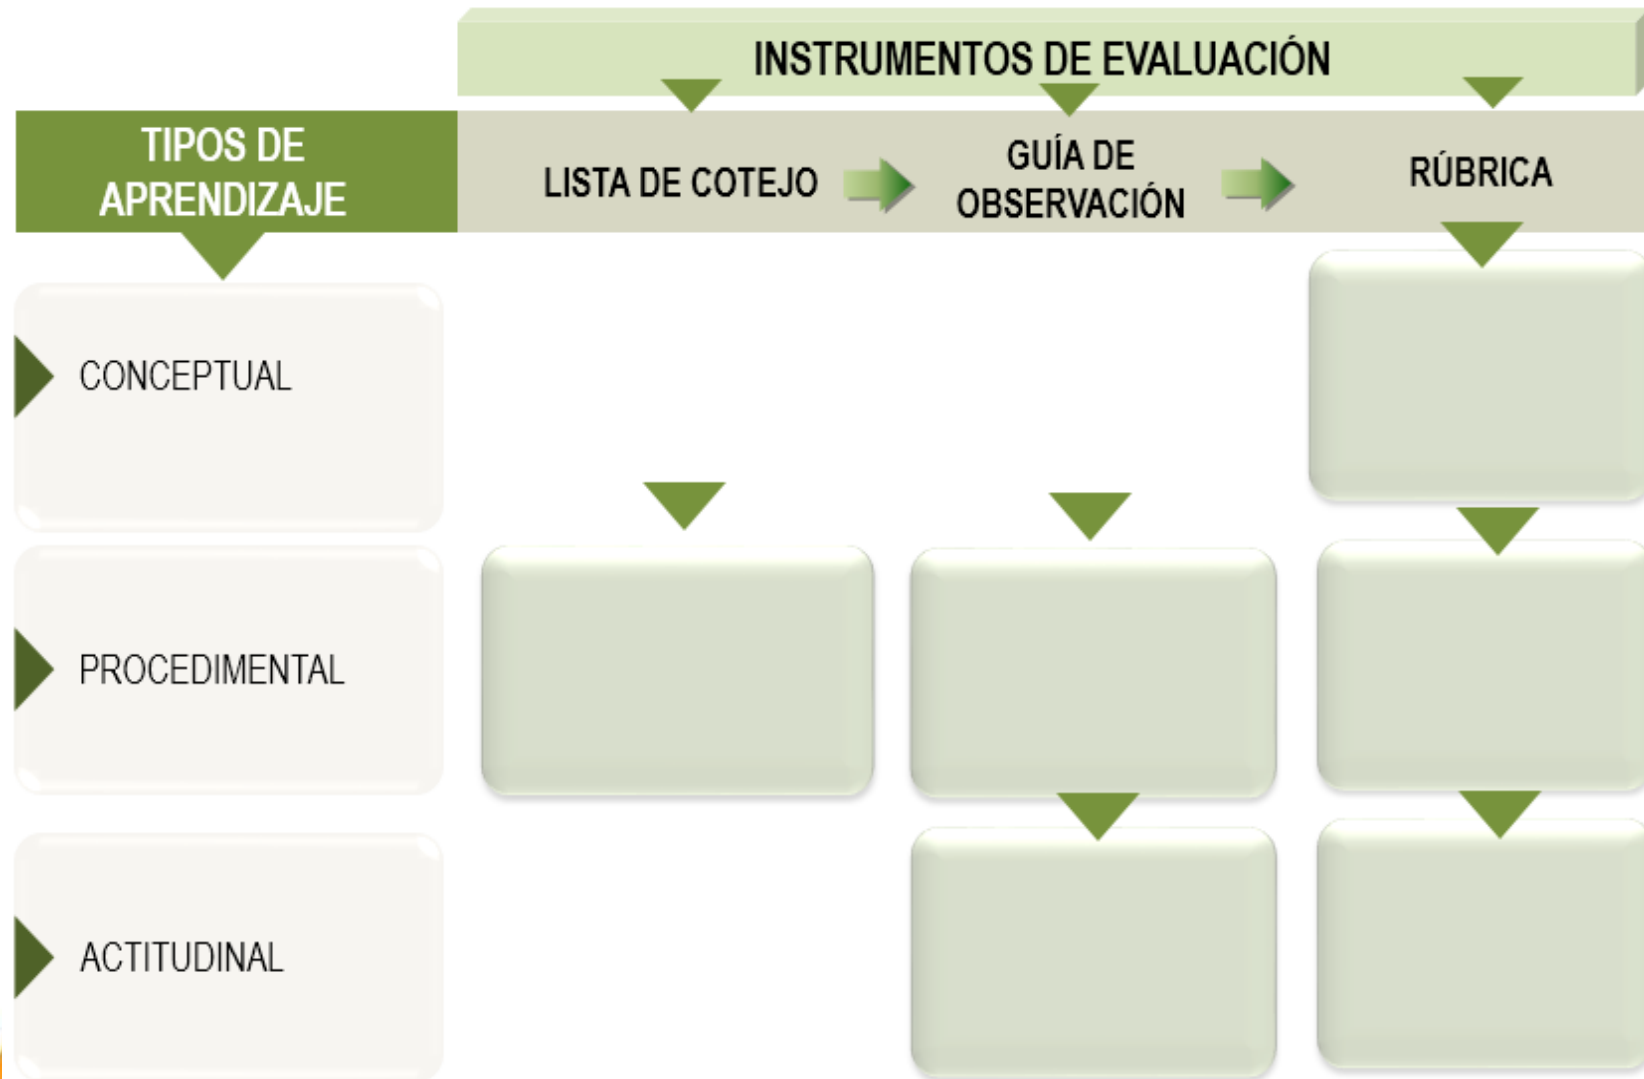 INSTRUMENTOS DE EVALUACIÓN
TIPOS DE
APRENDIZAJE
LISTA DE COTEJO
GUÍA DE
OBSERVACIÓN
RÚBRICA
CONCEPTUAL
PROCEDIMENTAL
ACTITUDINAL